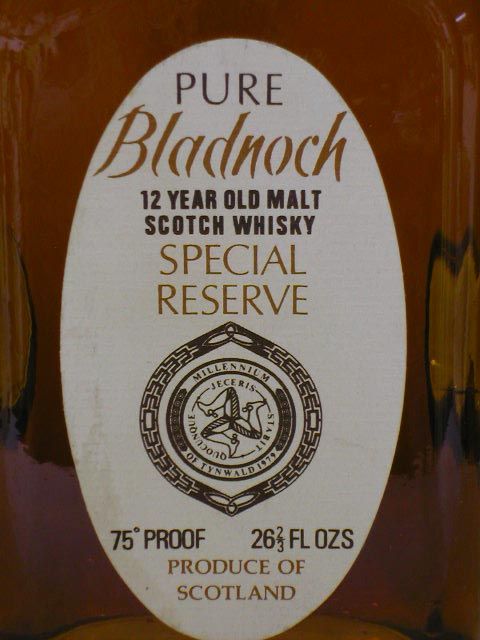 PURE
Bladnoch
12 YEAR OLD MALT
SCOTCH WHISKY
SPECIAL
RESERVE
MILLENNIUM
OF TYNWALD 1979
QUOCUNQUE
JECERIS
STABIT
75° PROOF 26⅔ FL OZS
PRODUCE OF
SCOTLAND